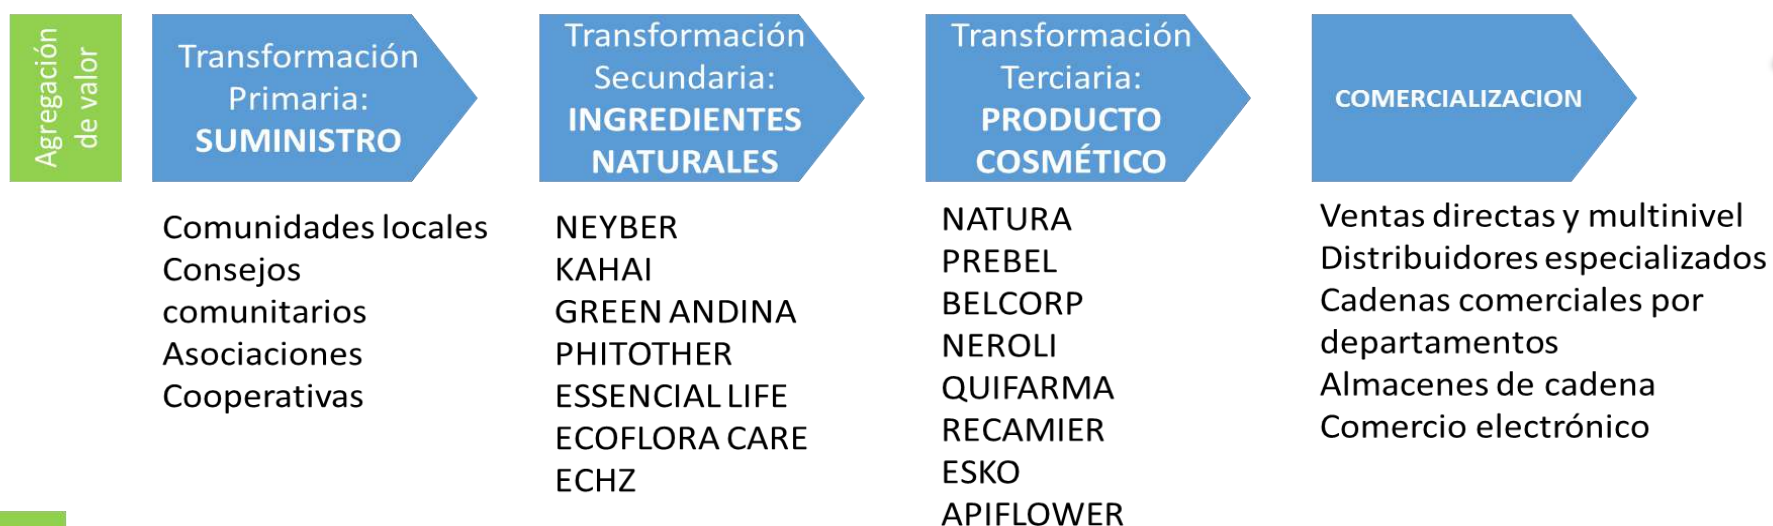 Agregación
de valor
Transformación
Primaria:
SUMINISTRO
Transformación
Secundaria:
INGREDIENTES
NATURALES
Transformación
Terciaria:
PRODUCTO
COSMÉTICO
COMERCIALIZACION
Comunidades locales
Consejos
comunitarios
Asociaciones
Cooperativas
NEYBER
KAHAI
GREEN ANDINA
PHITOTHER
ESSENCIAL LIFE
ECOFLORA CARE
ECHZ
NATURA
PREBEL
BELCORP
NEROLI
QUIFARMA
RECAMIER
ESKO
APIFLOWER
Ventas directas y multinivel
Distribuidores especializados
Cadenas comerciales por
departamentos
Almacenes de cadena
Comercio electrónico